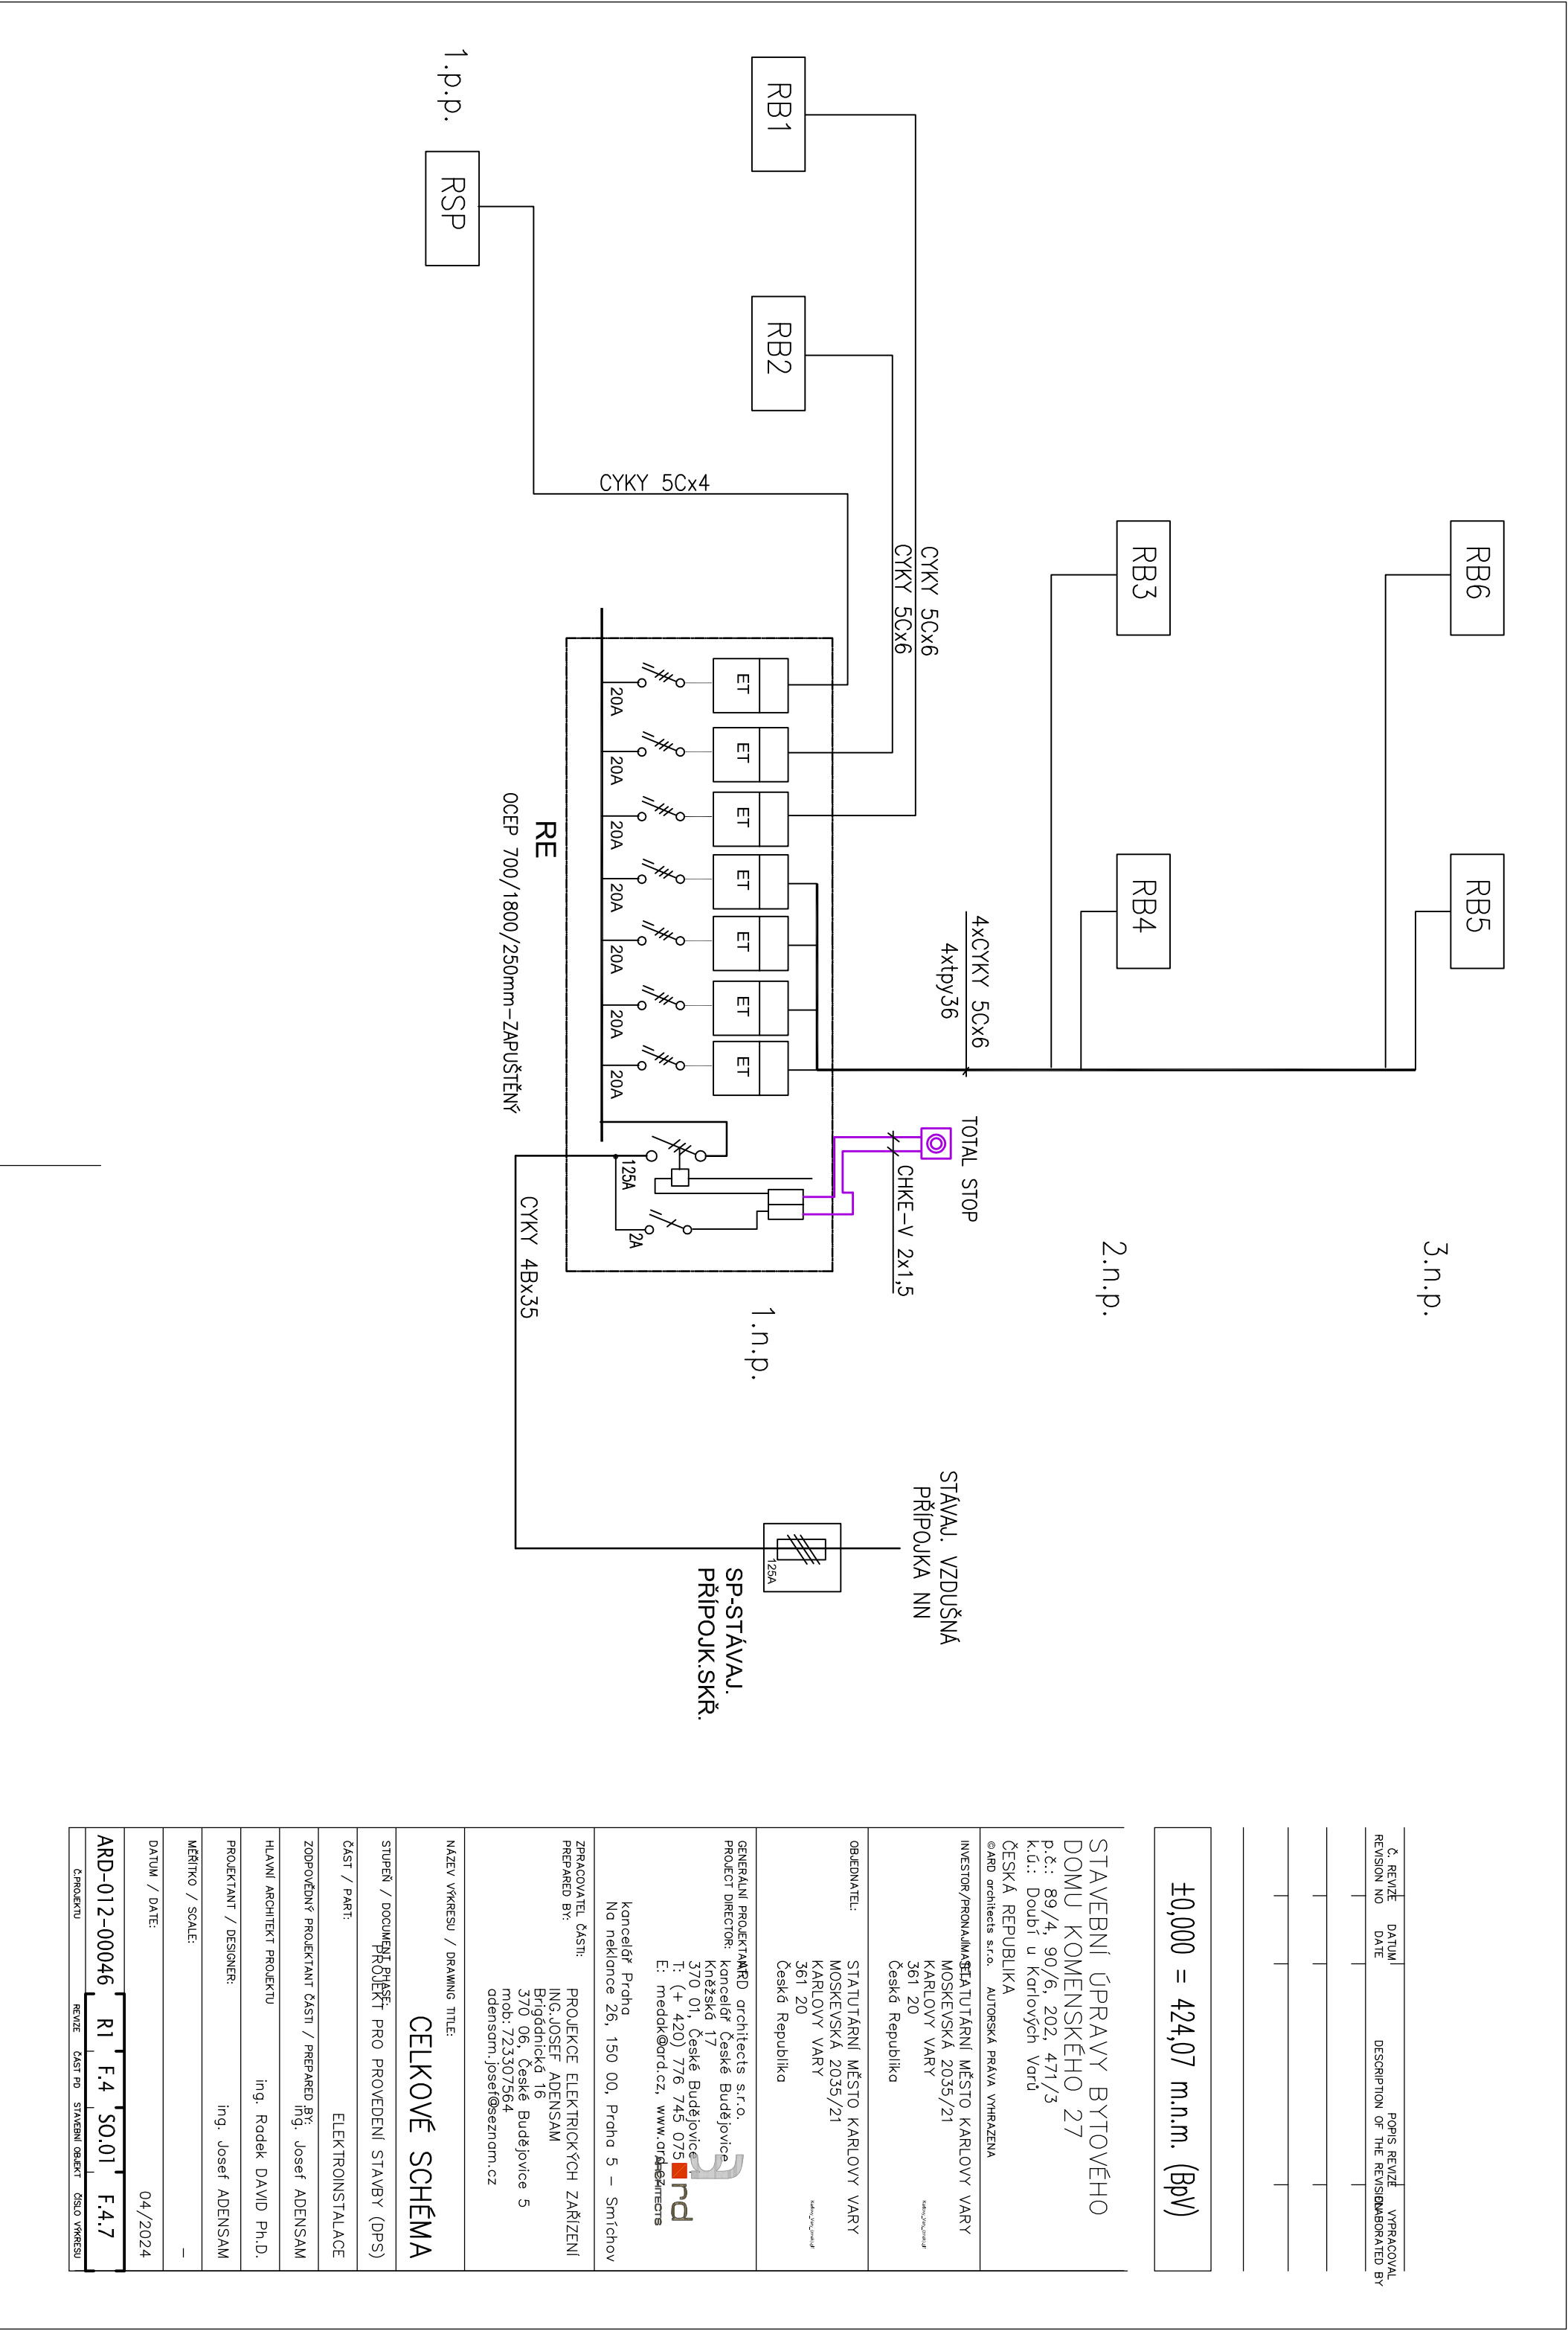 3.n.p.
RB6
RB5
2.n.p.
RB3
RB4
4xCYKY 5Cx6
4xtpy36
TOTAL STOP
CHKE-V 2x1,5
STÁVAJ. VZDUŠNÁ
PŘÍPOJKA NN
125A
SP-STÁVAJ.
PŘÍPOJK.SKŘ.
1.n.p.
RB1
RB2
CYKY 5Cx6
CYKY 5Cx6
CYKY 5Cx4
ET
ET
ET
ET
ET
ET
ET
20A
20A
20A
20A
20A
20A
20A
125A
2A
RE
OCEP 700/1800/250mm-ZAPUŠTĚNÝ
CYKY 4Bx35
1.p.p.
RSP
Č. REVIZE DATUM POPIS REVIZE VYPRACOVAL
REVISION NO DATE DESCRIPTION OF THE REVISION ELABORATED BY
±0,000 = 424,07 m.n.m. (BpV)
STAVEBNÍ ÚPRAVY BYTOVÉHO
DOMU KOMENSKÉHO 27
p.č.: 89/4, 90/6, 202, 471/3
k.ú.: Doubí u Karlových Varů
ČESKÁ REPUBLIKA
©ARD architects s.r.o. AUTORSKÁ PRÁVA VYHRAZENA
INVESTOR/PRONAJÍMATEL:
STATUTÁRNÍ MĚSTO KARLOVY VARY
MOSKEVSKÁ 2035/21
KARLOVY VARY
361 20
Česká Republika
OBJEDNATEL:
STATUTÁRNÍ MĚSTO KARLOVY VARY
MOSKEVSKÁ 2035/21
KARLOVY VARY
361 20
Česká Republika
GENERÁLNÍ PROJEKTANT:
PROJECT DIRECTOR:
ARD architects s.r.o.
kancelář České Budějovice
Kněžská 17
370 01, České Budějovice
T: (+ 420) 776 745 075
E: medak@ard.cz, www.ard.cz
ard
ARCHITECTS
kancelář Praha
Na neklance 26, 150 00, Praha 5 – Smíchov
ZPRACOVATEL ČÁSTI:
PREPARED BY:
PROJEKCE ELEKTRICKÝCH ZAŘÍZENÍ
ING.JOSEF ADENSAM
Brigádnická 16
370 06, České Budějovice 5
mob:723307564
adensam.josef@seznam.cz
NÁZEV VÝKRESU / DRAWING TITLE:
CELKOVÉ SCHÉMA
STUPEŇ / DOCUMENT PHASE:
PROJEKT PRO PROVEDENÍ STAVBY (DPS)
ČÁST / PART:
ELEKTROINSTALACE
ZODPOVĚDNÝ PROJEKTANT ČÁSTI / PREPARED BY:
ing. Josef ADENSAM
HLAVNÍ ARCHITEKT PROJEKTU
ing. Radek DAVID Ph.D.
PROJEKTANT / DESIGNER:
ing. Josef ADENSAM
MĚŘÍTKO / SCALE:
–
DATUM / DATE:
04/2024
ARD-012-00046 R1 F.4 SO.01 F.4.7
Č.PROJEKTU REVIZE ČÁST PD STAVEBNÍ OBJEKT ČÍSLO VÝKRESU